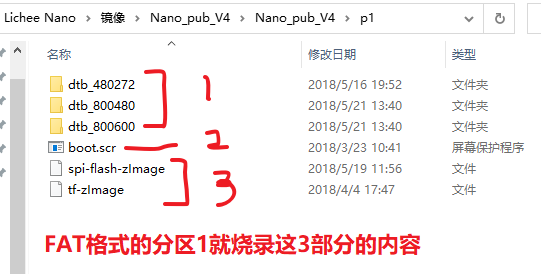 Lichee Nano > 镜像 > Nano_pub_V4 > Nano_pub_V4 > p1
名称 修改日期 类型
dtb_480272 2018/5/16 19:52 文件夹
dtb_800480 2018/5/21 13:40 文件夹
dtb_800600 2018/5/21 13:40 文件夹
1
boot.scr 2018/3/23 10:41 屏幕保护程序
2
spi-flash-zImage 2018/5/19 11:56 文件
tf-zImage 2018/4/4 17:47 文件
3
FAT格式的分区1就烧录这3部分的内容